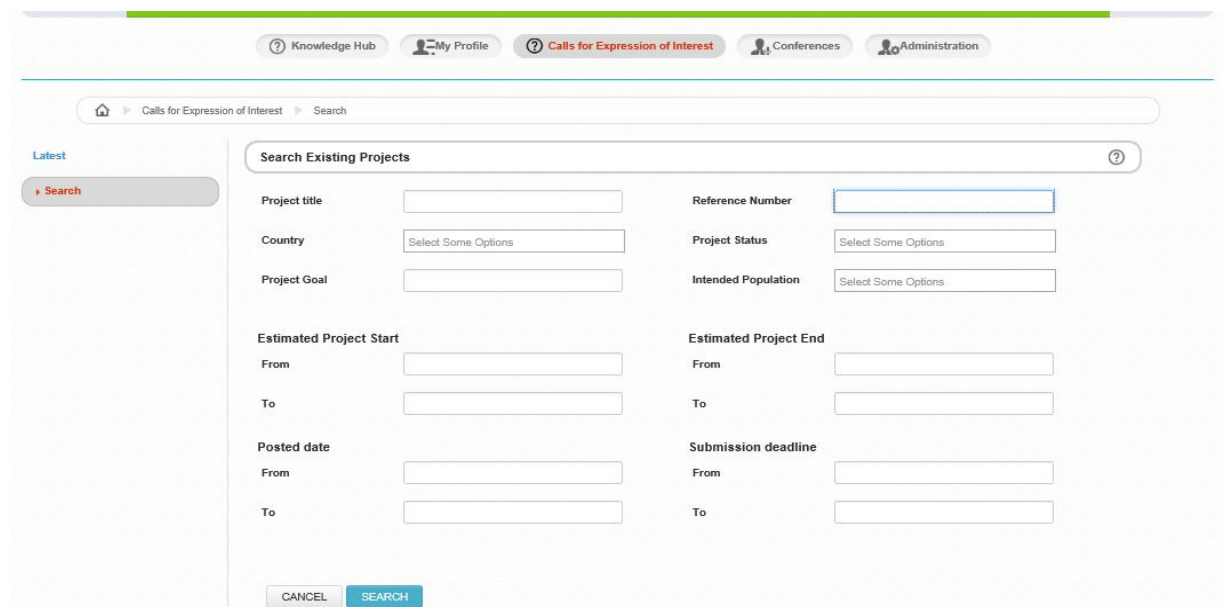 Knowledge Hub My Profile Calls for Expression of Interest Conferences Administration
Calls for Expression of Interest Search
Latest
Search
Search Existing Projects
Project title Reference Number
Country Select Some Options Project Status Select Some Options
Project Goal Intended Population Select Some Options
Estimated Project Start Estimated Project End
From From
To To
Posted date Submission deadline
From From
To To
CANCEL SEARCH